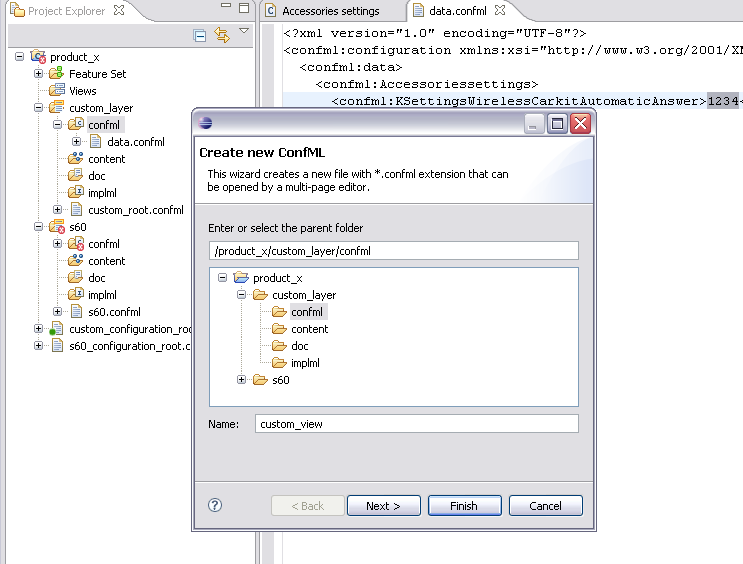 Project Explorer
product_x
Feature Set
Views
custom_layer
confml
data.confml
content
doc
implml
custom_root.confml
s60
confml
content
doc
implml
s60.confml
custom_configuration_roo
s60_configuration_root.c
Accessories settings
data.confml
<?xml version="1.0" encoding="UTF-8"?>
<confml:configuration xmlns:xsi="http://www.w3.org/2001/XM
<confml:data>
<confml:Accessoriessettings>
<confml:KSettingsWirelessCarkitAutomaticAnswer>1234<
Create new ConfML
This wizard creates a new file with *.confml extension that can
be opened by a multi-page editor.
Enter or select the parent folder
/product_x/custom_layer/confml
product_x
custom_layer
confml
content
doc
implml
s60
Name: custom_view
< Back Next > Finish Cancel